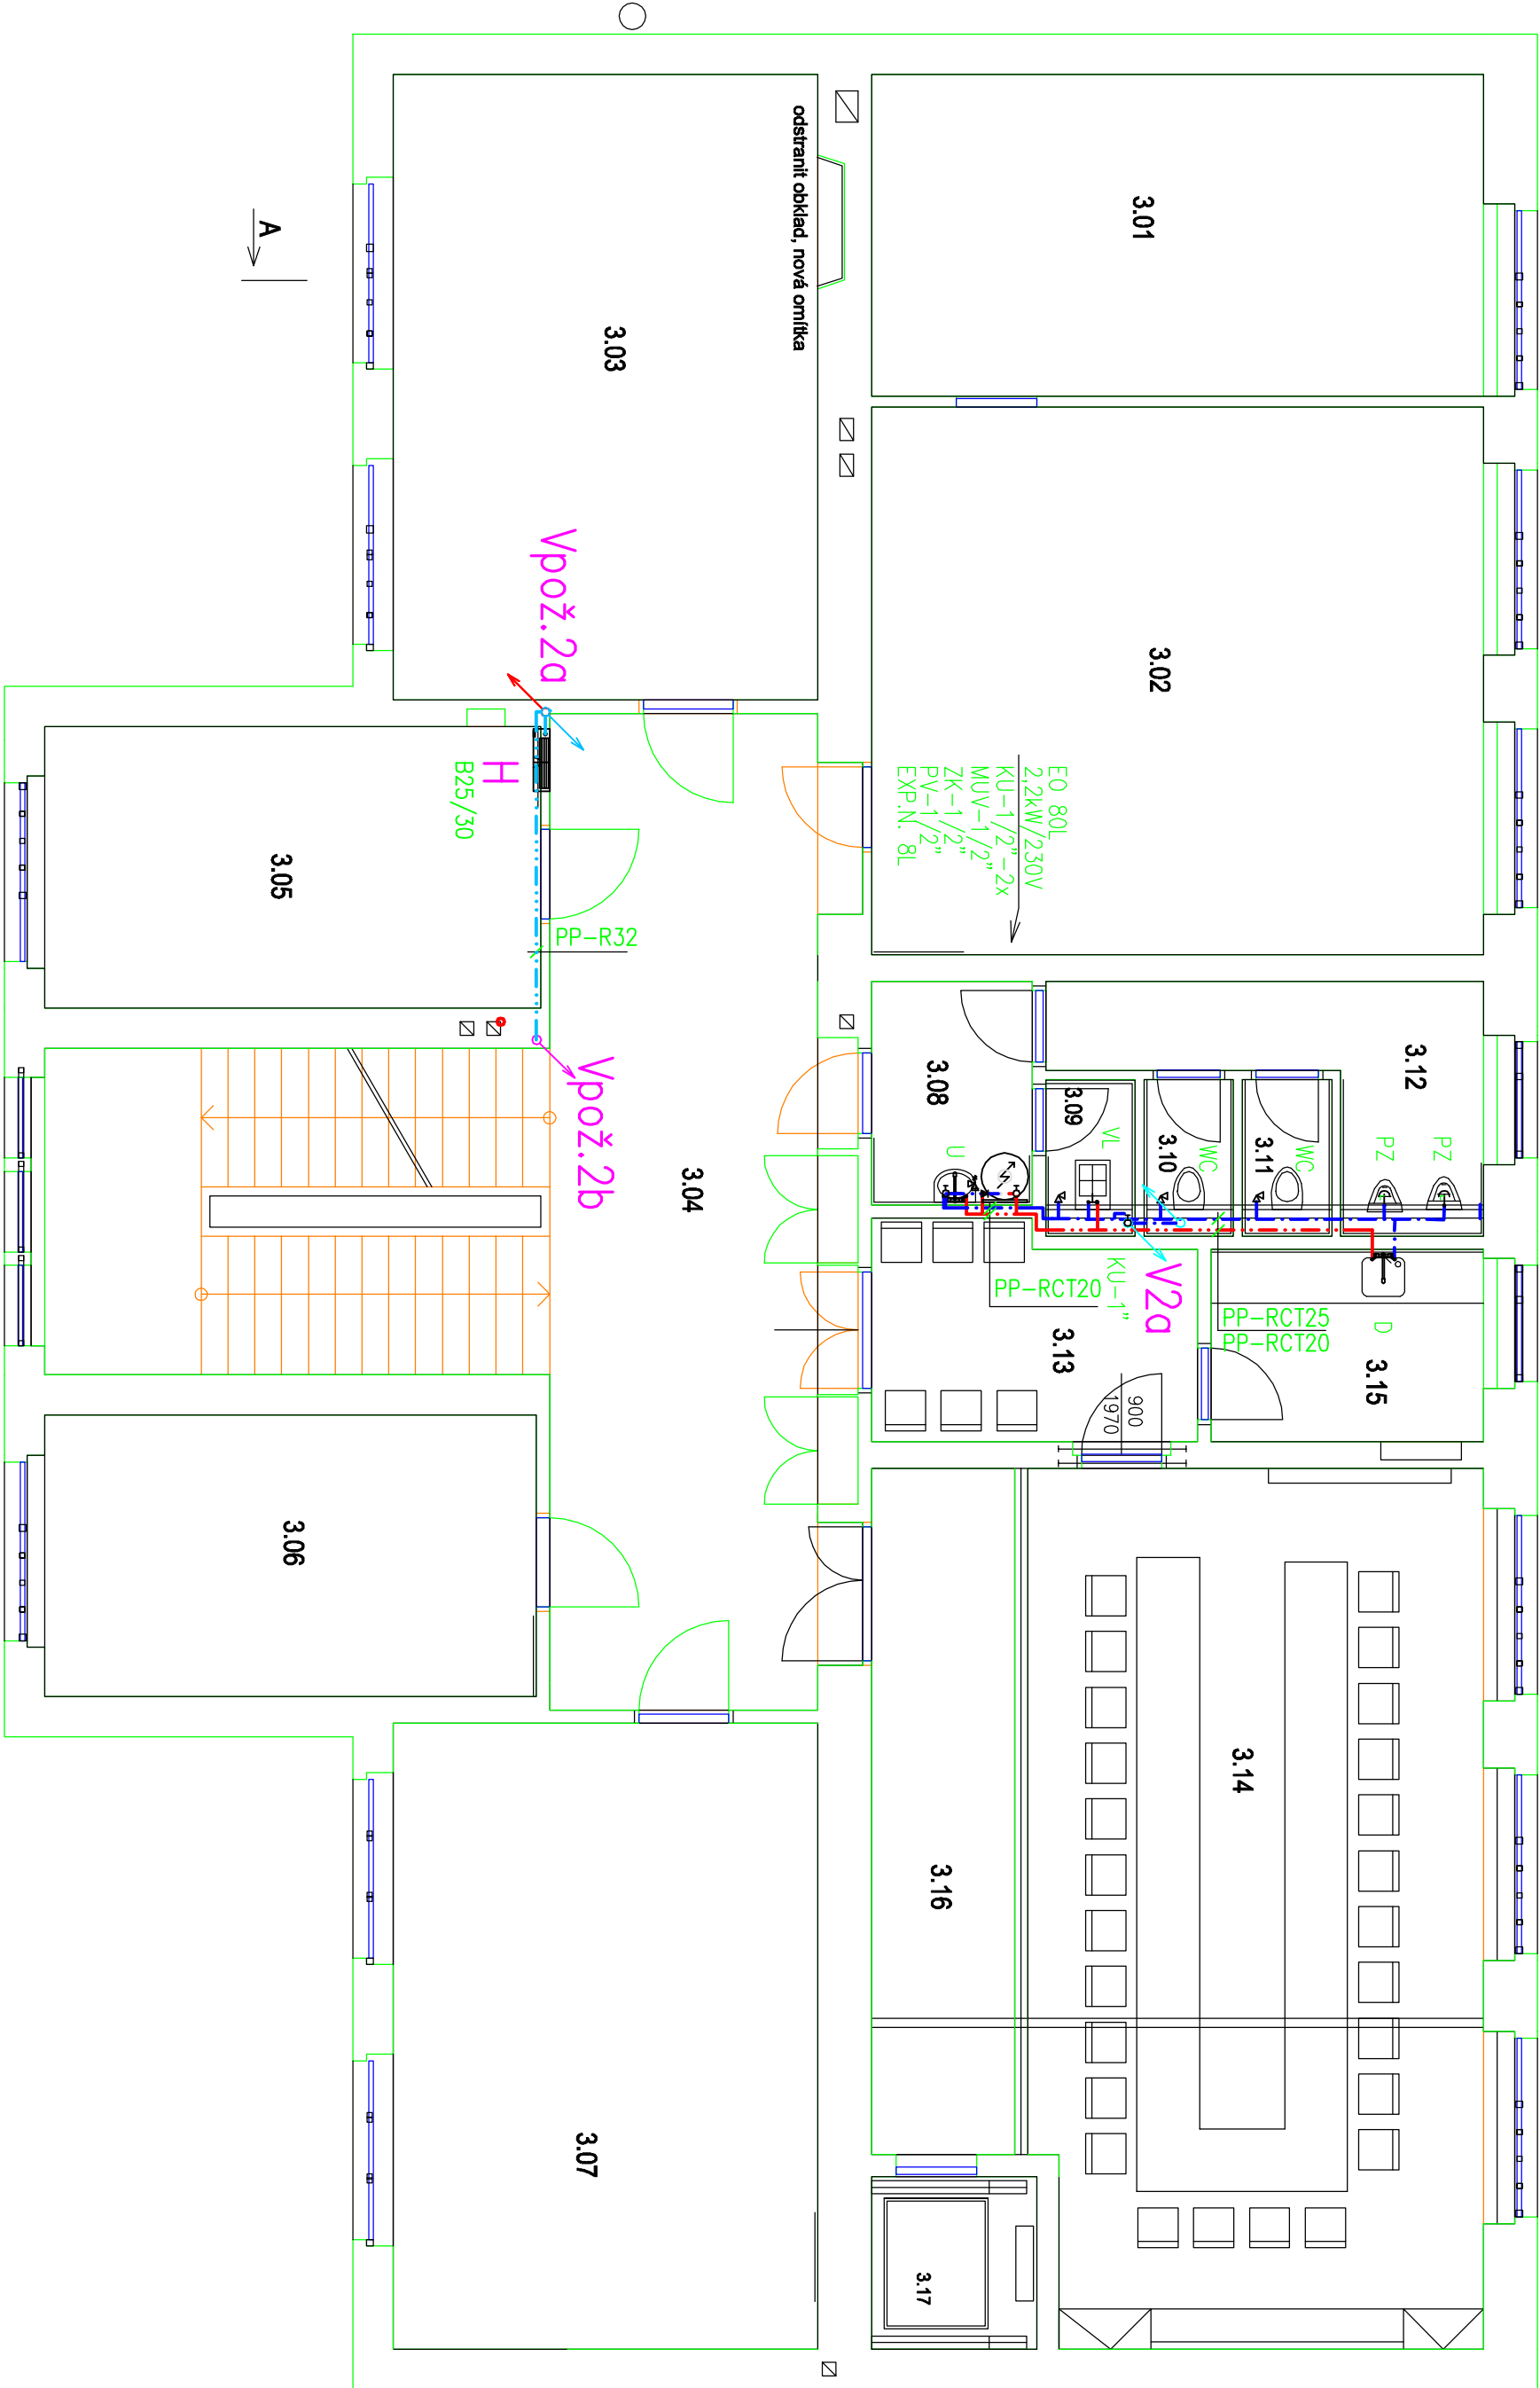 odstranit obklad, nová omítka
A
3.01
3.02
3.03
Vpož.2a
H
B25/30
EO 80L
2,2kW/230V
KU-1/2"-2x
MUV-1/2"
ZK-1/2"
PV-1/2"
EXP.N. 8L
3.05
PP-R32
Vpož.2b
3.04
3.08
3.09
3.10
3.11
3.12
U
VL
WC
WC
PZ
PZ
V2a
KU-1"
PP-RCT20
PP-RCT25
PP-RCT20
D
3.13
3.15
900
1970
3.06
3.14
3.16
3.07
3.17